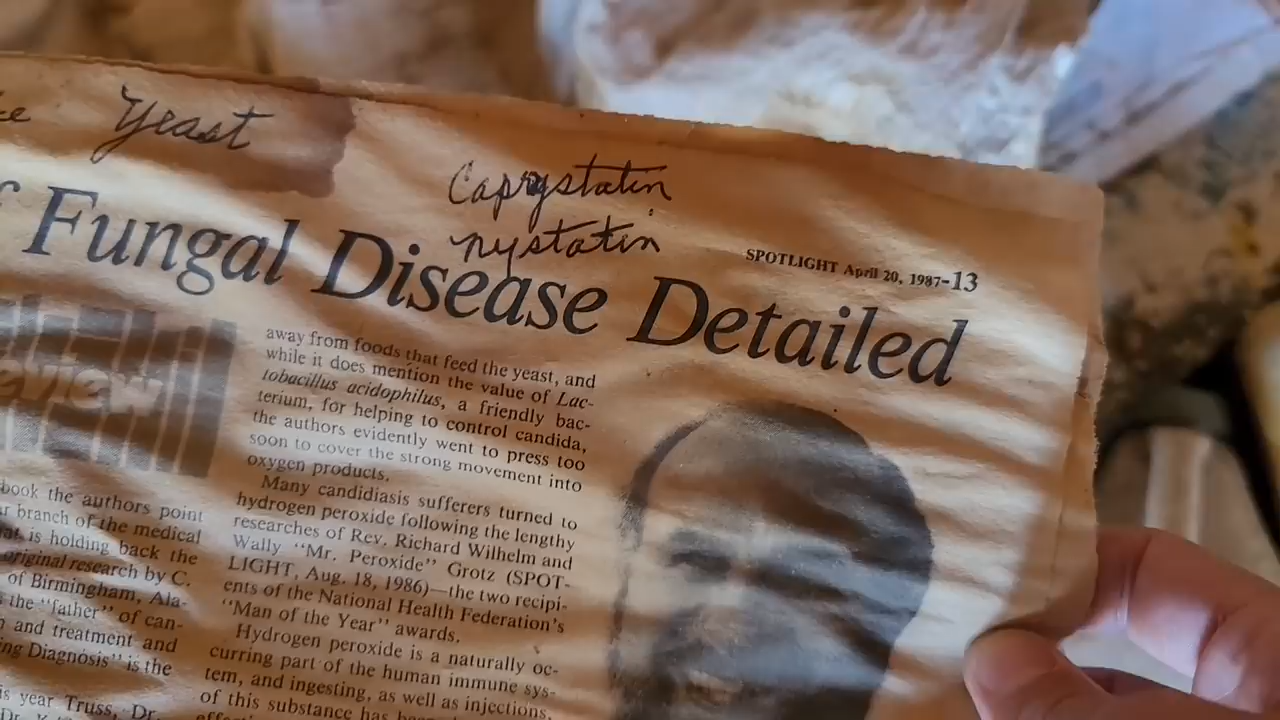 Yeast
Caprystatin
nystatin
SPOTLIGHT April 20, 1987-13
Fungal Disease Detailed
away from foods that feed the yeast, and
while it does mention the value of Lac-
tobacillus acidophilus, a friendly bac-
terium, for helping to control candida,
the authors evidently went to press too
soon to cover the strong movement into
oxygen products.
Many candidiasis sufferers turned to
hydrogen peroxide following the lengthy
researches of Rev. Richard Wilhelm and
Wally "Mr. Peroxide" Grotz (SPOT-
LIGHT, Aug. 18, 1986)—the two recipi-
ents of the National Health Federation's
"Man of the Year" awards.
Hydrogen peroxide is a naturally oc-
curring part of the human immune sys-
tem, and ingesting, as well as injections,
of this substance has
book the authors point
branch of the medical
is holding back the
original research by C.
of Birmingham, Ala-
the "father" of can-
and treatment and
Diagnosis" is the
year Truss, Dr.